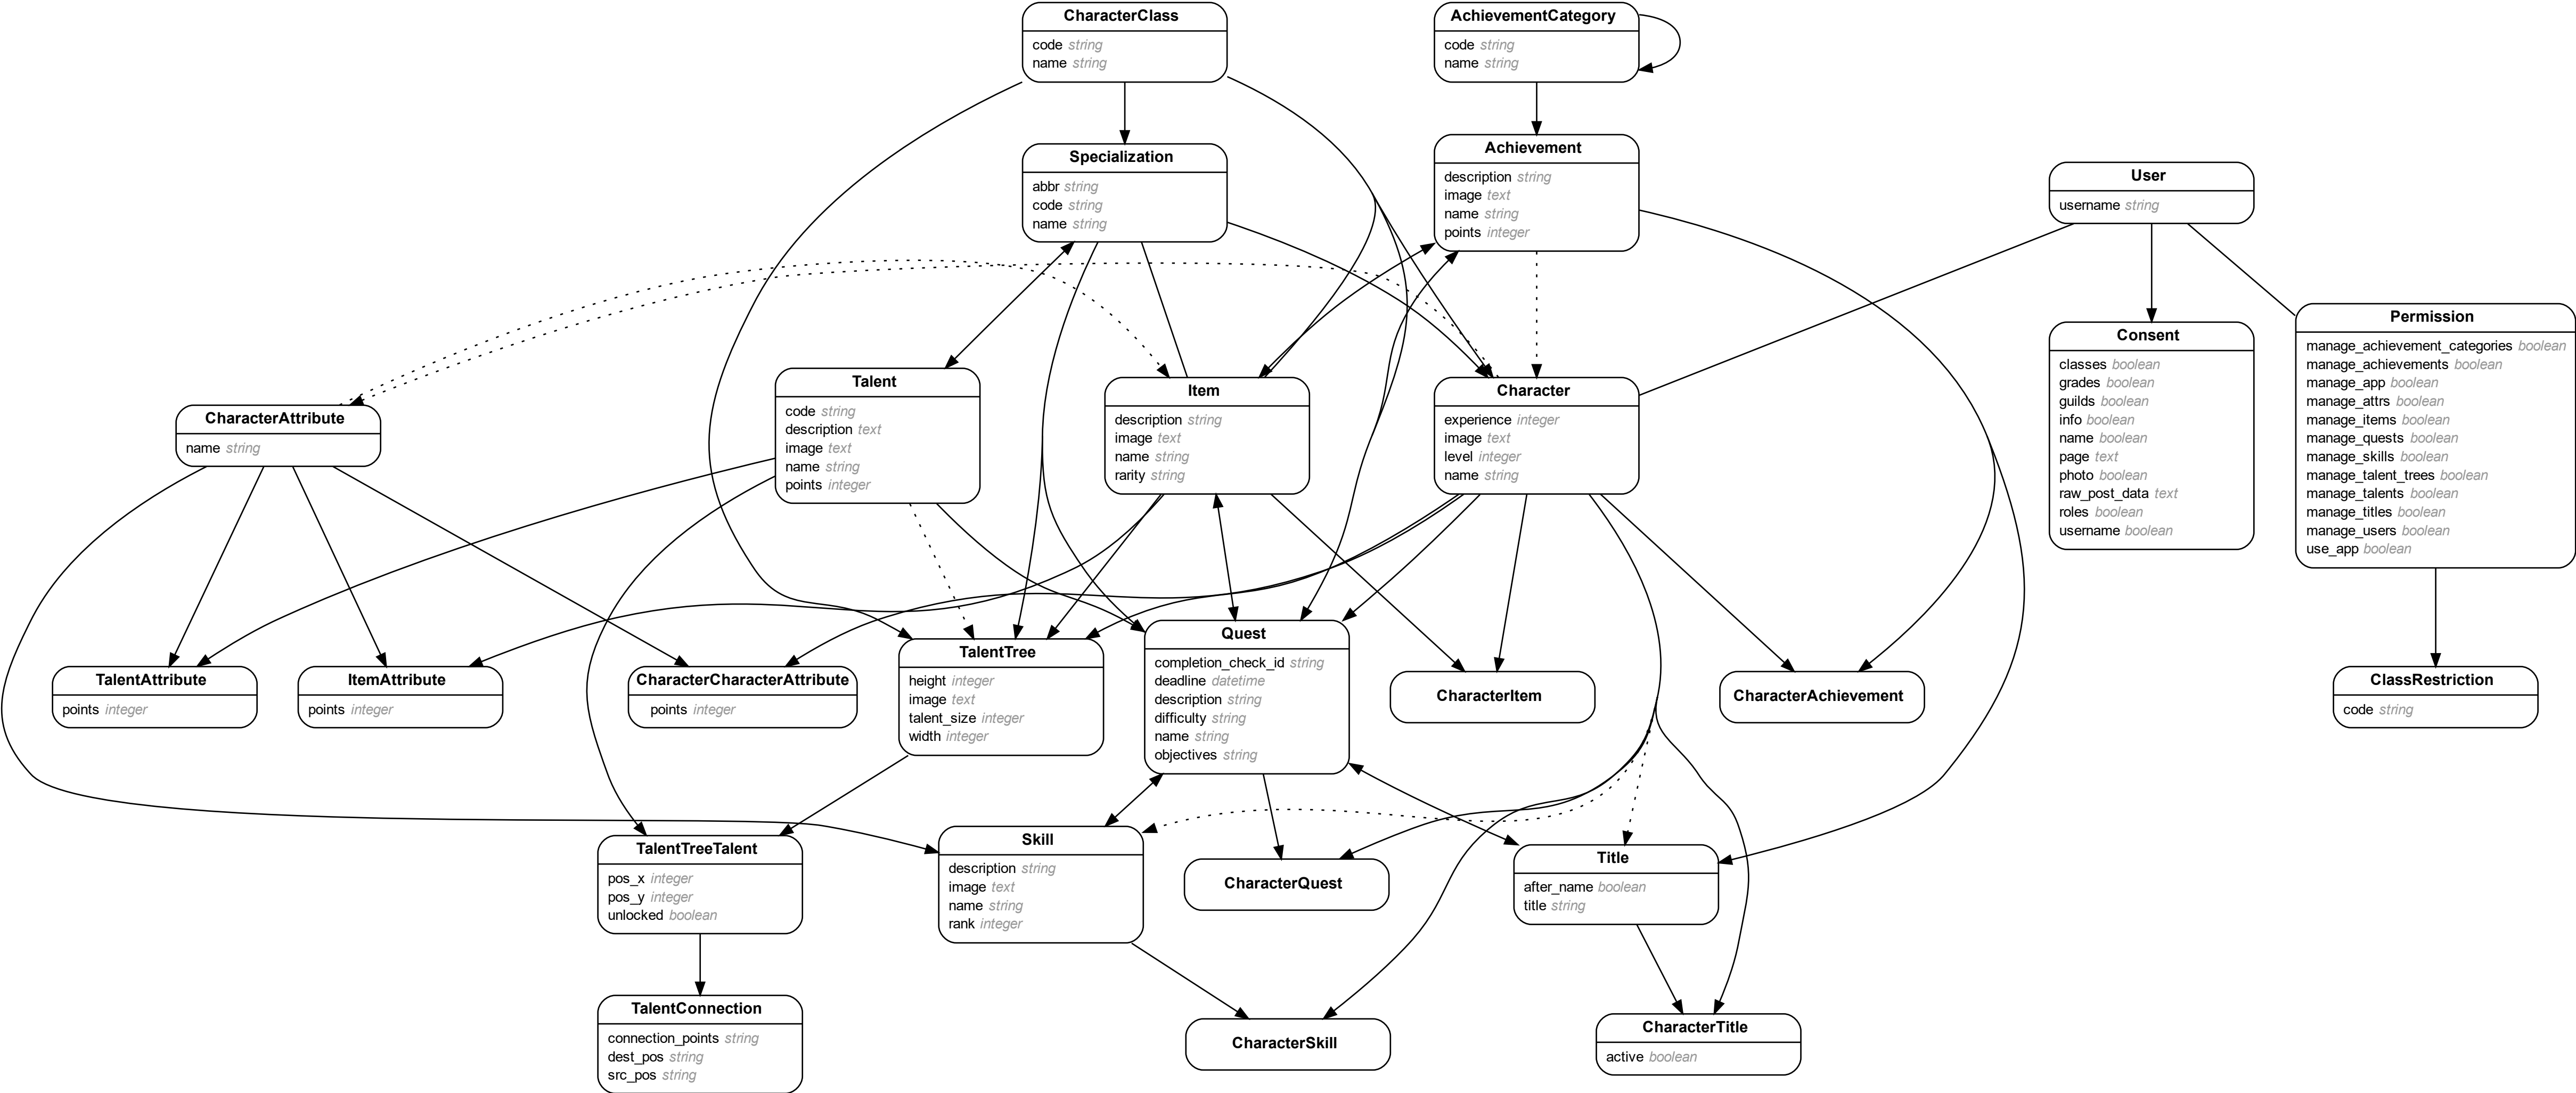 CharacterClass
code string
name string
AchievementCategory
code string
name string
Specialization
abbr string
code string
name string
Achievement
description string
image text
name string
points integer
User
username string
Permission
manage_achievement_categories boolean
manage_achievements boolean
manage_app boolean
manage_attrs boolean
manage_items boolean
manage_quests boolean
manage_skills boolean
manage_talent_trees boolean
manage_talents boolean
manage_titles boolean
manage_users boolean
use_app boolean
Consent
classes boolean
grades boolean
guilds boolean
info boolean
name boolean
page text
photo boolean
raw_post_data text
roles boolean
username boolean
Talent
code string
description text
image text
name string
points integer
Item
description string
image text
name string
rarity string
Character
experience integer
image text
level integer
name string
CharacterAttribute
name string
TalentAttribute
points integer
ItemAttribute
points integer
CharacterCharacterAttribute
points integer
TalentTree
height integer
image text
talent_size integer
width integer
Quest
completion_check_id string
deadline datetime
description string
difficulty string
name string
objectives string
CharacterItem
CharacterAchievement
ClassRestriction
code string
TalentTreeTalent
pos_x integer
pos_y integer
unlocked boolean
Skill
description string
image text
name string
rank integer
CharacterQuest
Title
after_name boolean
title string
TalentConnection
connection_points string
dest_pos string
src_pos string
CharacterSkill
CharacterTitle
active boolean